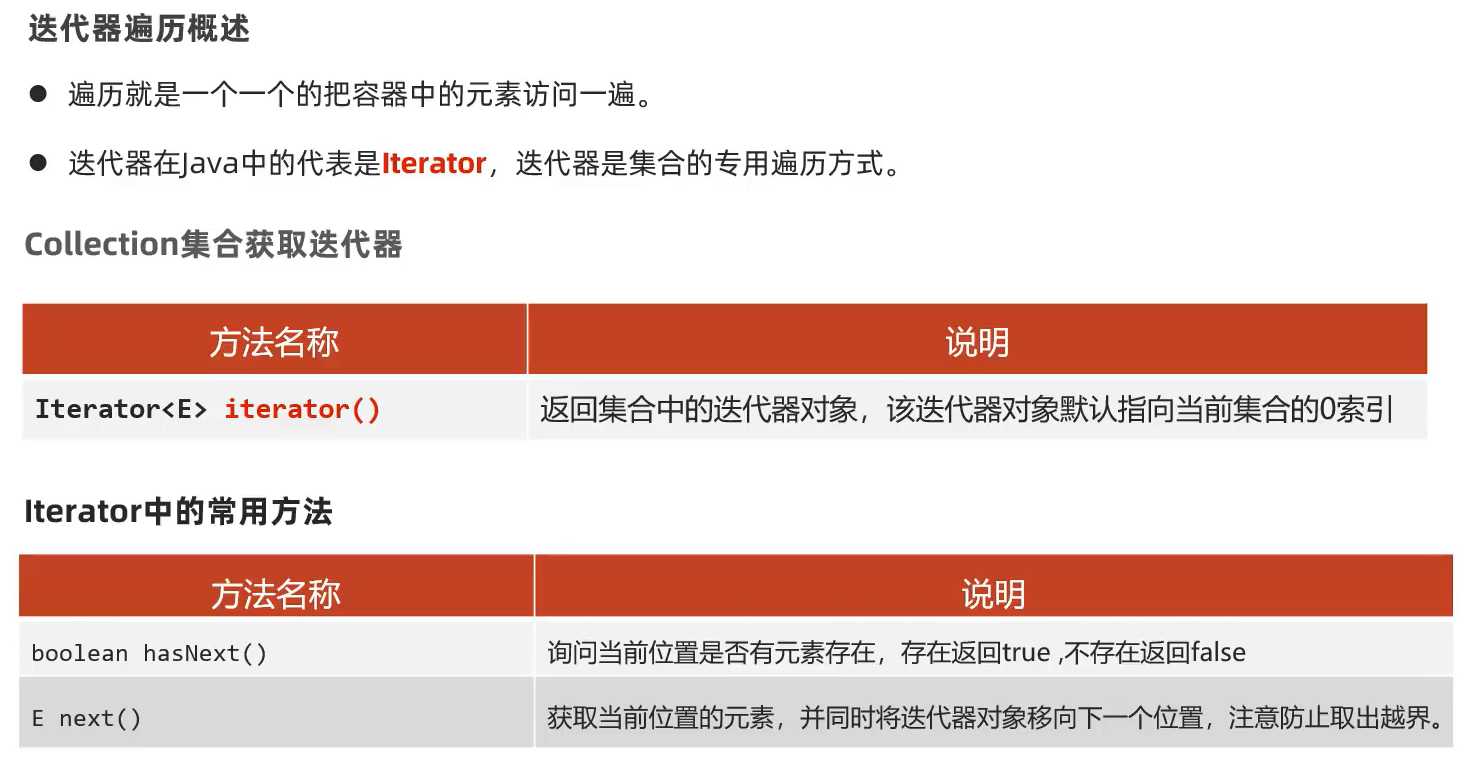 迭代器遍历概述
● 遍历就是一个一个的把容器中的元素访问一遍。
● 迭代器在Java中的代表是Iterator，迭代器是集合的专用遍历方式。
Collection集合获取迭代器
方法名称 说明
Iterator<E> iterator() 返回集合中的迭代器对象，该迭代器对象默认指向当前集合的0索引
Iterator中的常用方法
方法名称 说明
boolean hasNext() 询问当前位置是否有元素存在，存在返回true ,不存在返回false
E next() 获取当前位置的元素，并同时将迭代器对象移向下一个位置，注意防止取出越界。